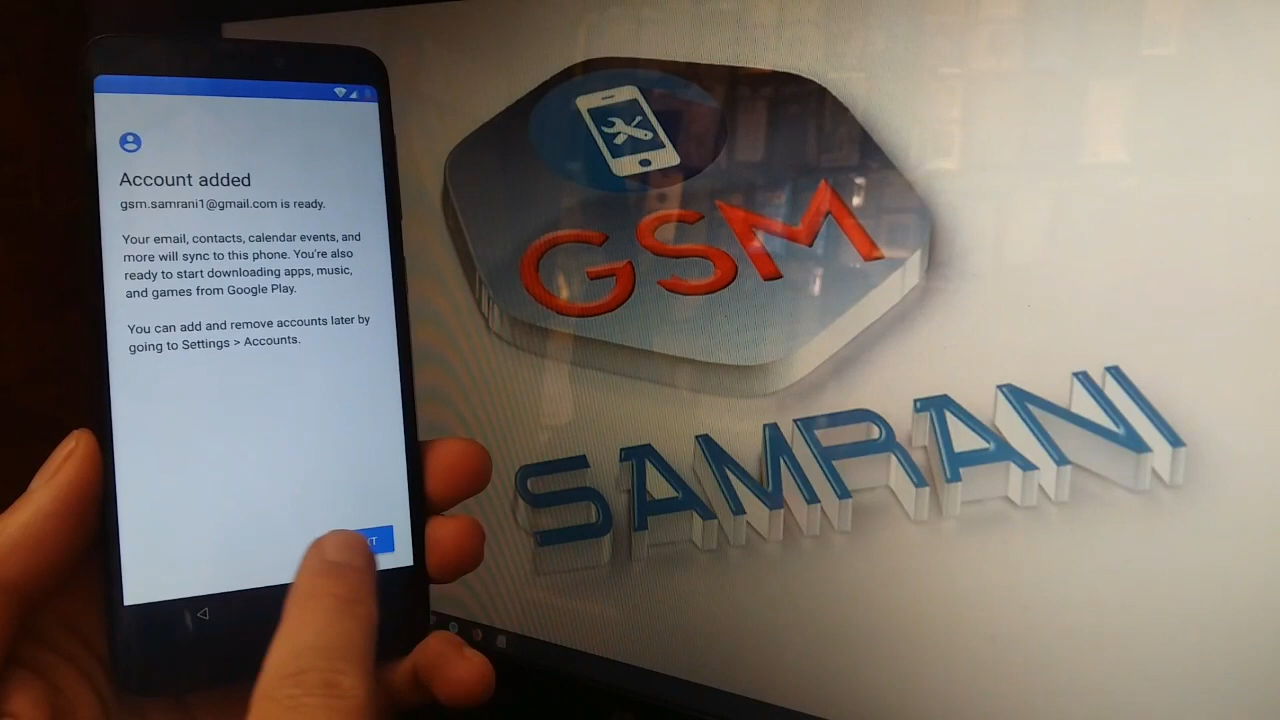 Account added
gsm.samrani1@gmail.com is ready.
Your email, contacts, calendar events, and
more will sync to this phone. You're also
ready to start downloading apps, music,
and games from Google Play.
You can add and remove accounts later by
going to Settings > Accounts.
GSM
SAMRANI